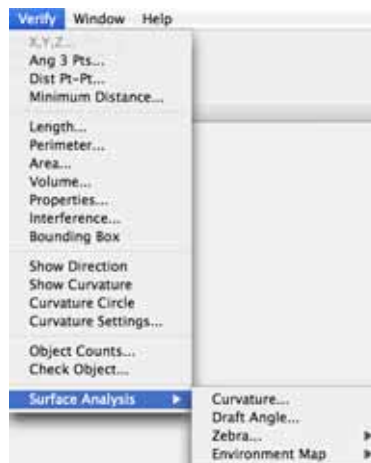 Verify Window Help
X,Y,Z...
Ang 3 Pts...
Dist Pt-Pt...
Minimum Distance...
Length...
Perimeter...
Area...
Volume...
Properties...
Interference...
Bounding Box
Show Direction
Show Curvature
Curvature Circle
Curvature Settings...
Object Counts...
Check Object...
Surface Analysis
Curvature...
Draft Angle...
Zebra...
Environment Map